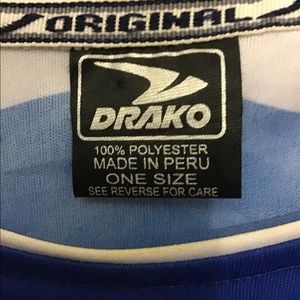 ORIGINAL
DRAKO
100% POLYESTER
MADE IN PERU
ONE SIZE
SEE REVERSE FOR CARE